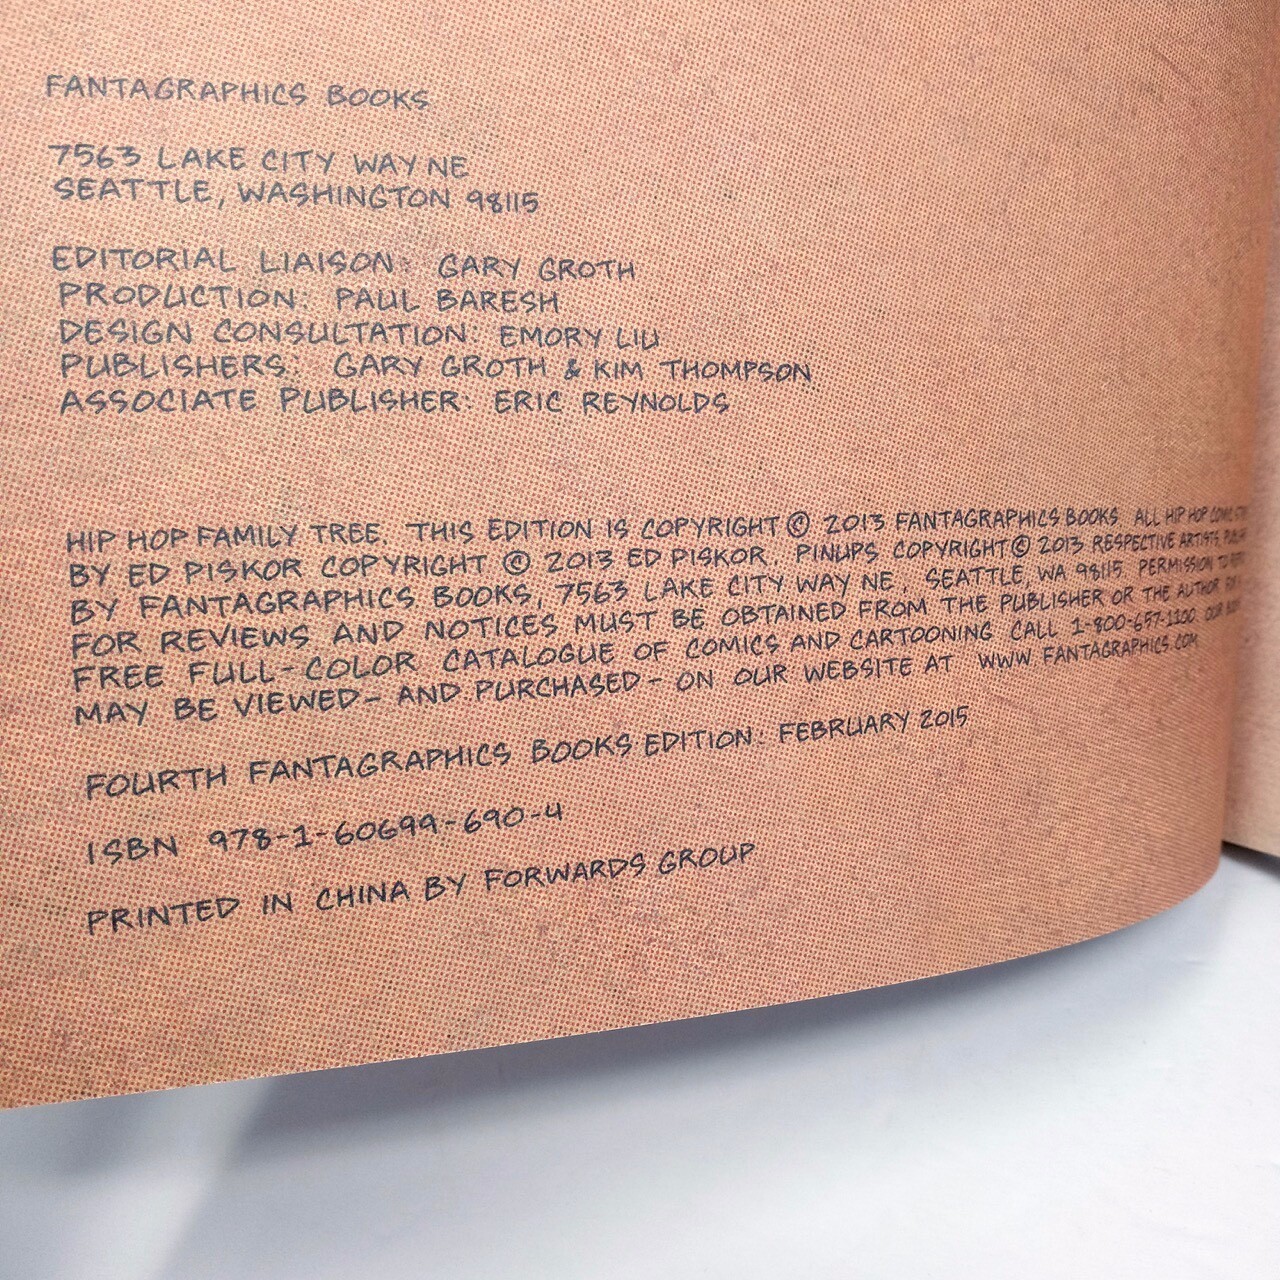 FANTAGRAPHICS BOOKS
7563 LAKE CITY WAY NE
SEATTLE, WASHINGTON 98115
EDITORIAL LIAISON: GARY GROTH
PRODUCTION: PAUL BARESH
DESIGN CONSULTATION: EMORY LIU
PUBLISHERS: GARY GROTH & KIM THOMPSON
ASSOCIATE PUBLISHER: ERIC REYNOLDS
HIP HOP FAMILY TREE. THIS EDITION IS COPYRIGHT © 2013 FANTAGRAPHICS BOOKS ALL HIP HOP
BY ED PISKOR COPYRIGHT © 2013 ED PISKOR. PINUPS COPYRIGHT © 2013 RESPECTIVE ARTISTS.
BY FANTAGRAPHICS BOOKS, 7563 LAKE CITY WAY NE, SEATTLE, WA 98115 PERMISSION TO
FOR REVIEWS AND NOTICES MUST BE OBTAINED FROM THE PUBLISHER OR THE AUTHOR
FREE FULL-COLOR CATALOGUE OF COMICS AND CARTOONING CALL 1-800-657-1100 OUR
MAY BE VIEWED- AND PURCHASED- ON OUR WEBSITE AT WWW.FANTAGRAPHICS.COM
FOURTH FANTAGRAPHICS BOOKS EDITION: FEBRUARY 2015
ISBN 978-1-60699-690-4
PRINTED IN CHINA BY FORWARDS GROUP